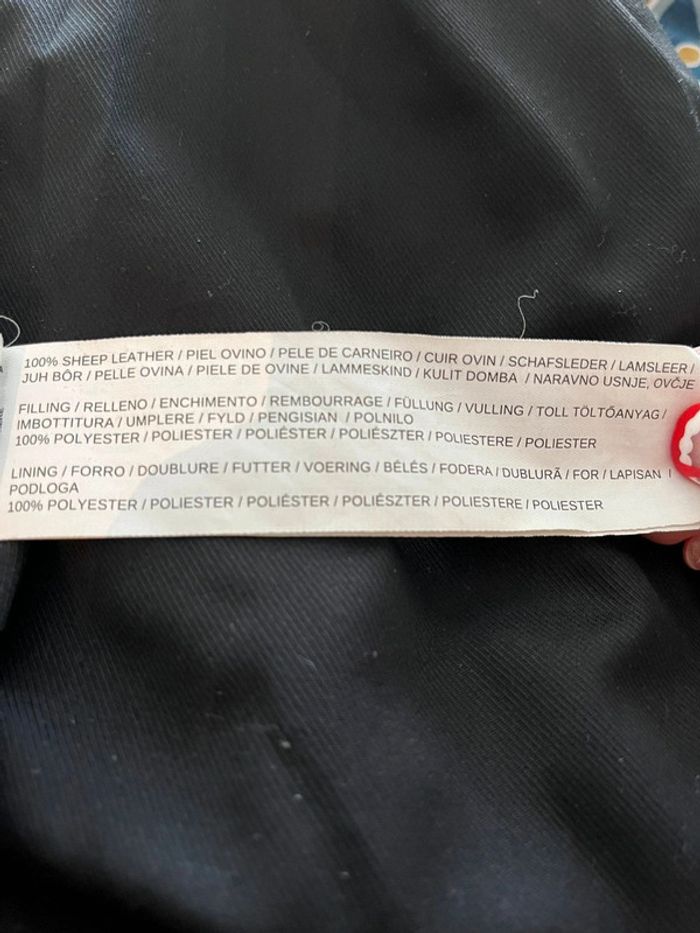 100% SHEEP LEATHER / PIEL OVINO / PELE DE CARNEIRO / CUIR OVIN / SCHAFSLEDER / LAMSLEER /
JUH BŐR / PELLE OVINA / PIELE DE OVINE / LAMMESKIND / KULIT DOMBA / NARAVNO USNJE, OVČJE
FILLING / RELLENO / ENCHIMENTO / REMBOURRAGE / FÜLLUNG / VULLING / TOLL TÖLTŐANYAG /
IMBOTTITURA / UMPLERE / FYLD / PENGISIAN / POLNILO
100% POLYESTER / POLIESTER / POLIÉSTER / POLIÉSZTER / POLIESTERE / POLIESTER
LINING / FORRO / DOUBLURE / FUTTER / VOERING / BÉLÉS / FODERA / DUBLURĂ / FOR / LAPISAN /
PODLOGA
100% POLYESTER / POLIESTER / POLIÉSTER / POLIÉSZTER / POLIESTERE / POLIESTER